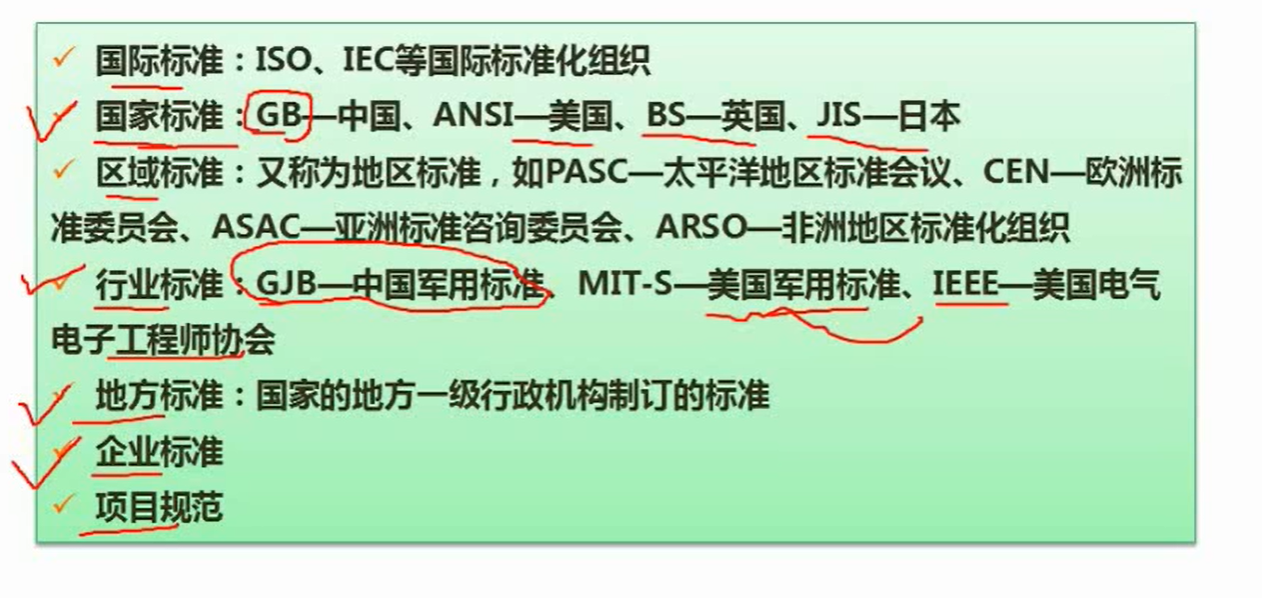 国际标准：ISO、IEC等国际标准化组织
国家标准：GB—中国、ANSI—美国、BS—英国、JIS—日本
区域标准：又称为地区标准，如PASC—太平洋地区标准会议、CEN—欧洲标
准委员会、ASAC—亚洲标准咨询委员会、ARSO—非洲地区标准化组织
行业标准：GJB—中国军用标准、MIT-S—美国军用标准、IEEE—美国电气
电子工程师协会
地方标准：国家的地方一级行政机构制订的标准
企业标准
项目规范